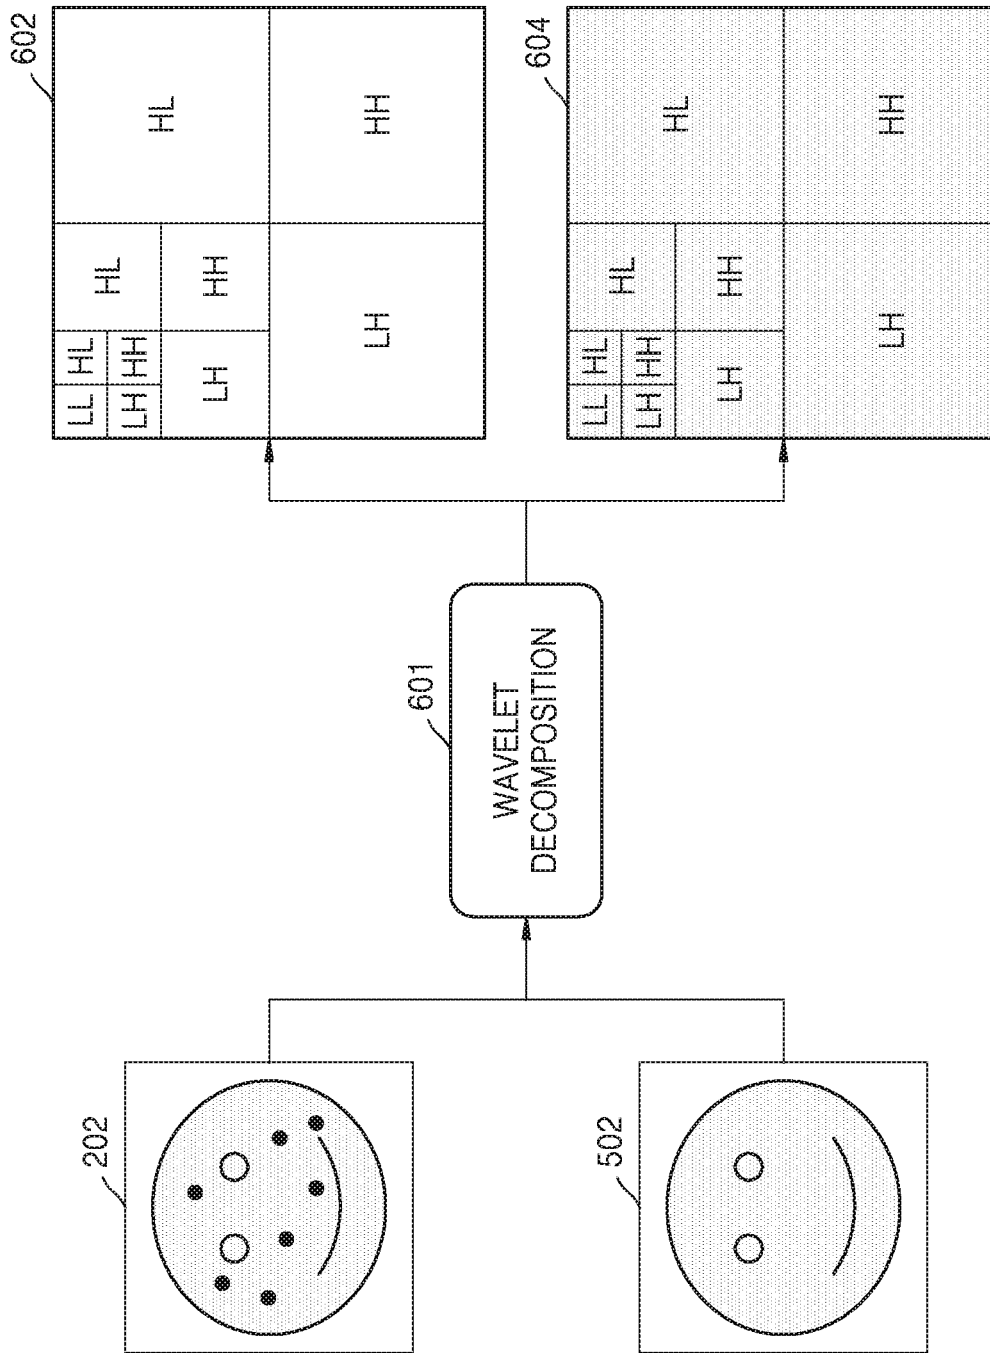 602
202
LL HL
HL
LH HH
HL
LH HH
LH HH
601
WAVELET
DECOMPOSITION
604
502
LL HL
HL
LH HH
HL
LH HH
LH HH